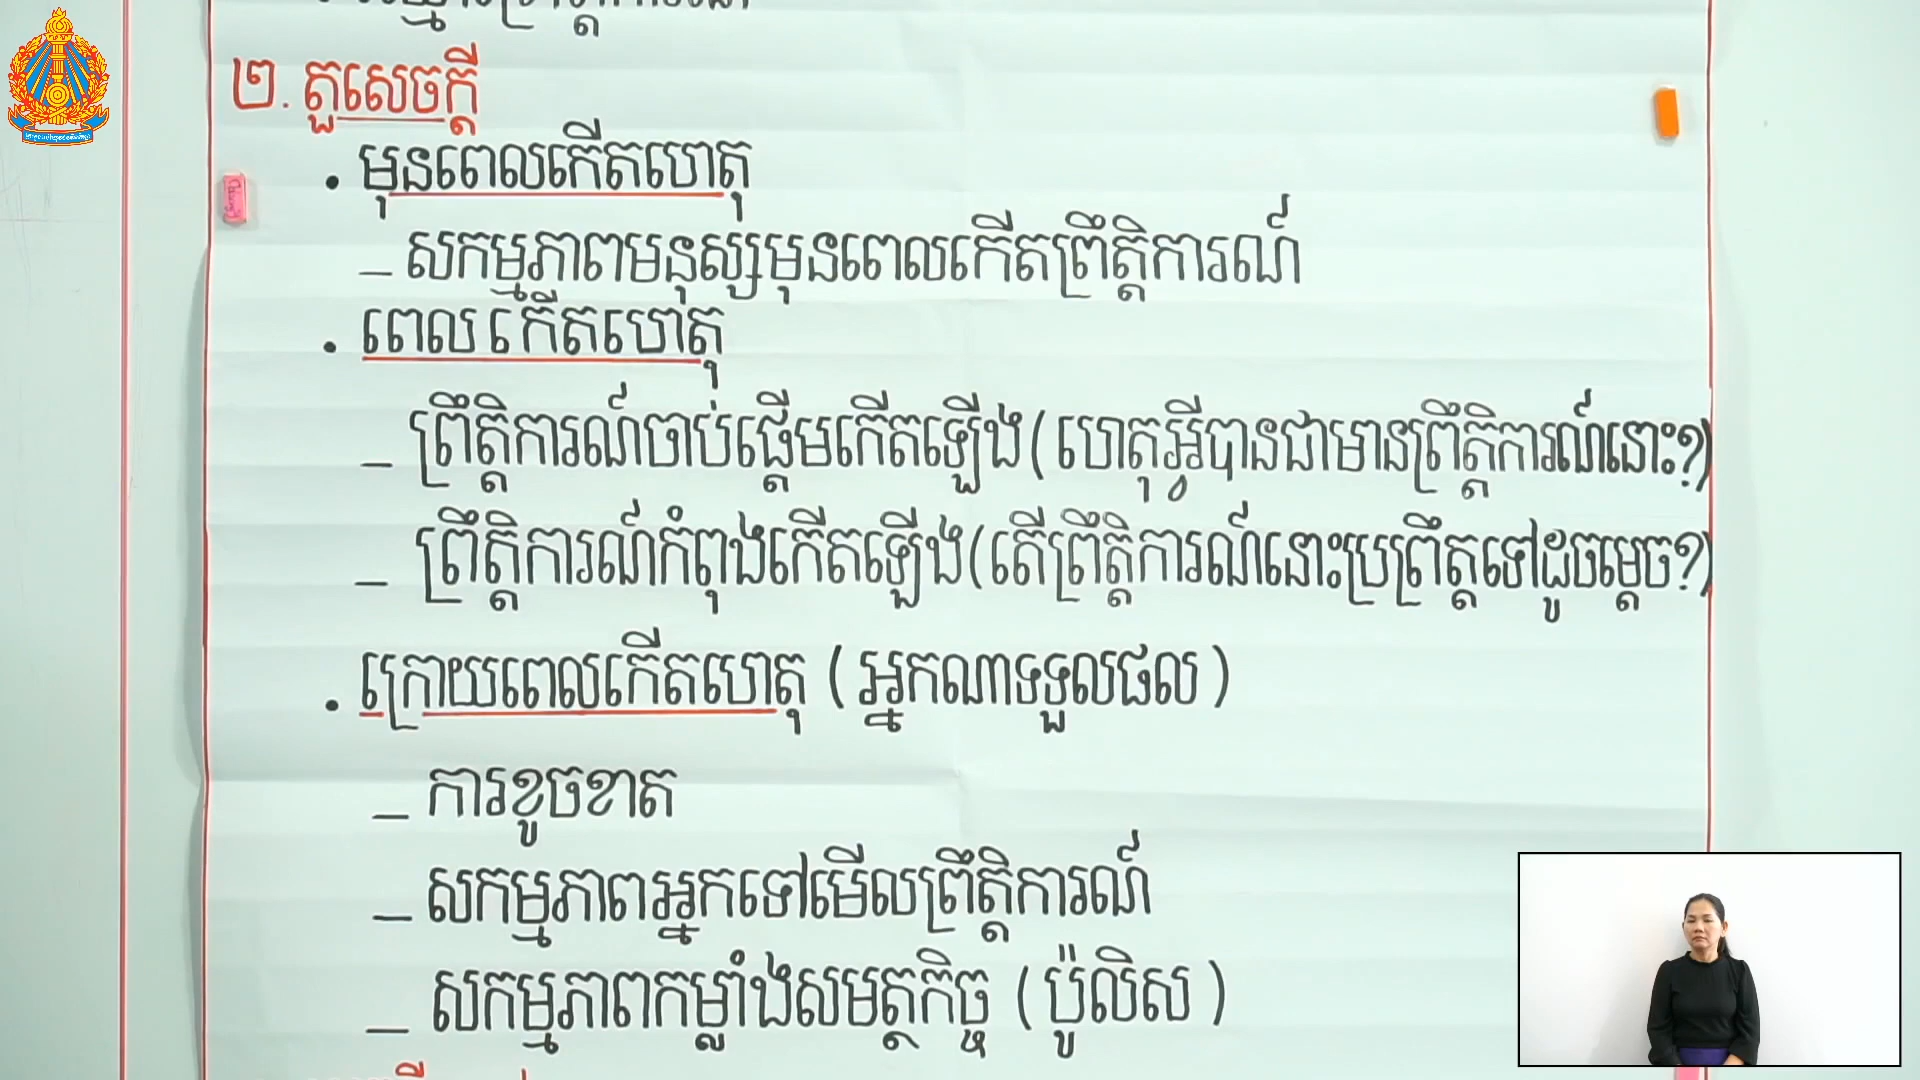 ២. តួសេចក្ដី
• មុនពេលកើតហេតុ
_ សកម្មភាពមនុស្សមុនពេលកើតព្រឹត្តិការណ៍
• ពេលកើតហេតុ
_ ព្រឹត្តិការណ៍ចាប់ផ្ដើមកើតឡើង (ហេតុអ្វីបានជាមានព្រឹត្តិការណ៍នោះ?)
_ ព្រឹត្តិការណ៍កំពុងកើតឡើង (តើព្រឹត្តិការណ៍នោះប្រព្រឹត្តទៅដូចម្ដេច?)
• ក្រោយពេលកើតហេតុ (អ្នកណាទទួលផល)
_ ការខូចខាត
_ សកម្មភាពអ្នកទៅមើលព្រឹត្តិការណ៍
_ សកម្មភាពកម្លាំងសមត្ថកិច្ច (ប៉ូលិស)